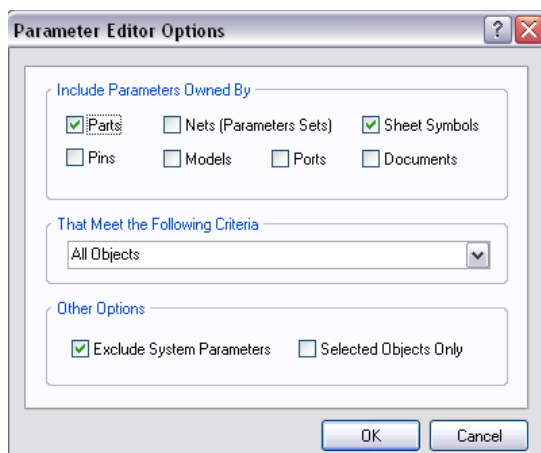 Parameter Editor Options
Include Parameters Owned By
Parts Nets (Parameters Sets) Sheet Symbols
Pins Models Ports Documents
That Meet the Following Criteria
All Objects
Other Options
Exclude System Parameters Selected Objects Only
OK Cancel